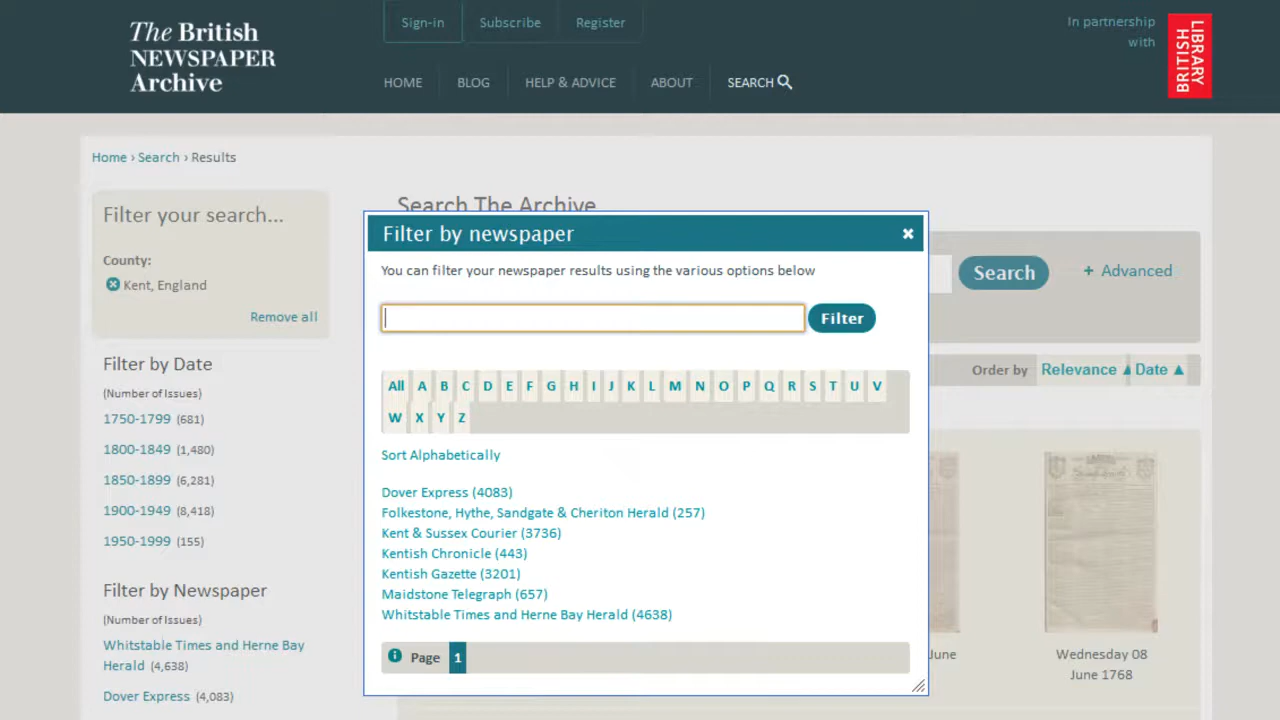 The British
NEWSPAPER
Archive
Sign-in
Subscribe
Register
HOME
BLOG
HELP & ADVICE
ABOUT
SEARCH
In partnership
with
BRITISH
LIBRARY
Home › Search › Results
Filter your search...
County:
Kent, England
Remove all
Filter by Date
(Number of Issues)
1750-1799 (681)
1800-1849 (1,480)
1850-1899 (6,281)
1900-1949 (8,418)
1950-1999 (155)
Filter by Newspaper
(Number of Issues)
Whitstable Times and Herne Bay
Herald (4,638)
Dover Express (4,083)
Search The Archive
Search
+ Advanced
Order by Relevance ▲ Date ▲
Filter by newspaper
You can filter your newspaper results using the various options below
Filter
All A B C D E F G H I J K L M N O P Q R S T U V
W X Y Z
Sort Alphabetically
Dover Express (4083)
Folkestone, Hythe, Sandgate & Cheriton Herald (257)
Kent & Sussex Courier (3736)
Kentish Chronicle (443)
Kentish Gazette (3201)
Maidstone Telegraph (657)
Whitstable Times and Herne Bay Herald (4638)
Page 1
June
Wednesday 08
June 1768